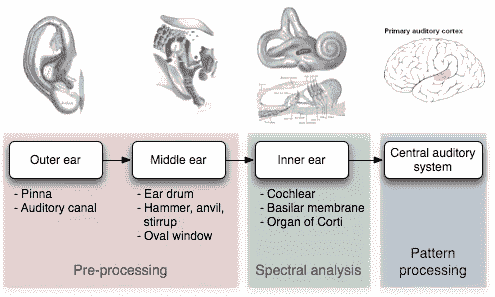 Primary auditory cortex
Outer ear
Middle ear
Inner ear
Central auditory
system
- Pinna
- Auditory canal
- Ear drum
- Hammer, anvil,
stirrup
- Oval window
- Cochlear
- Basilar membrane
- Organ of Corti
Pre-processing
Spectral analysis
Pattern
processing